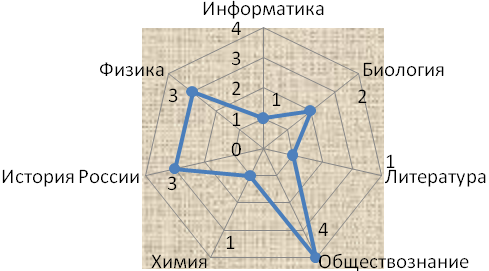 Информатика
4
Физика
3
Биология
3
2
1
2
1
0
1
История России
3
Литература
1
4
Химия
Обществознание